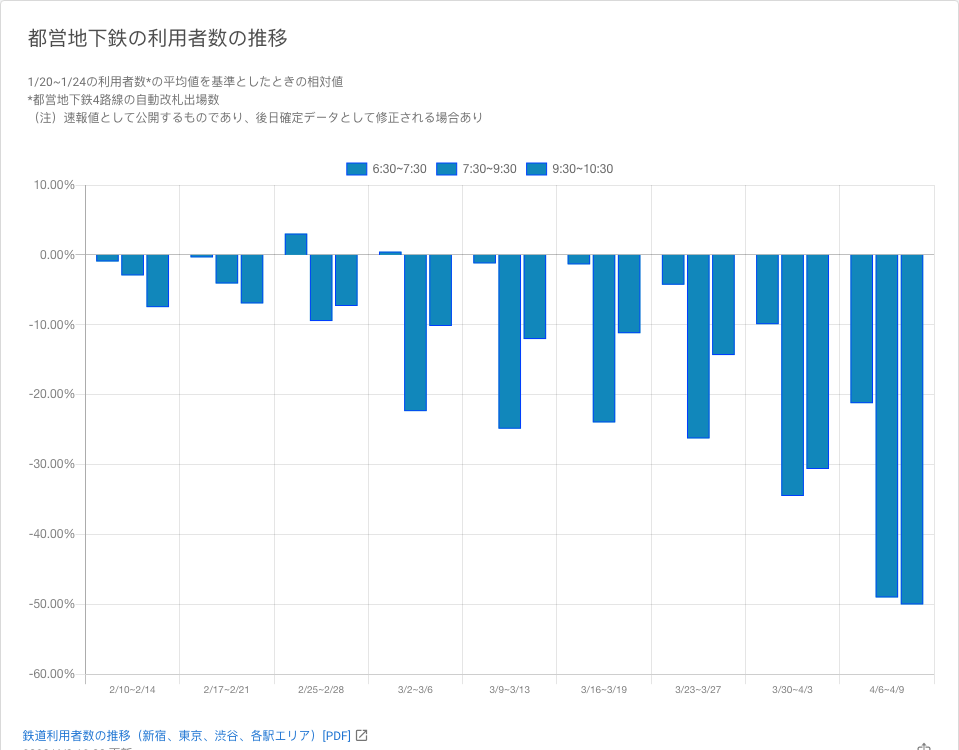 都営地下鉄の利用者数の推移
1/20~1/24の利用者数*の平均値を基準としたときの相対値
*都営地下鉄4路線の自動改札出場数
（注）速報値として公開するものであり、後日確定データとして修正される場合あり
6:30~7:30 7:30~9:30 9:30~10:30
10.00%
0.00%
-10.00%
-20.00%
-30.00%
-40.00%
-50.00%
-60.00%
2/10~2/14 2/17~2/21 2/25~2/28 3/2~3/6 3/9~3/13 3/16~3/19 3/23~3/27 3/30~4/3 4/6~4/9
鉄道利用者数の推移（新宿、東京、渋谷、各駅エリア）[PDF]